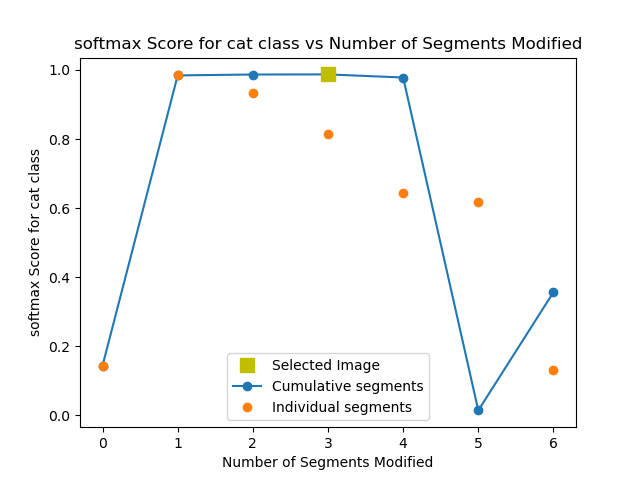 softmax Score for cat class vs Number of Segments Modified
softmax Score for cat class
1.0
0.8
0.6
0.4
0.2
0.0
Selected Image
Cumulative segments
Individual segments
0 1 2 3 4 5 6
Number of Segments Modified